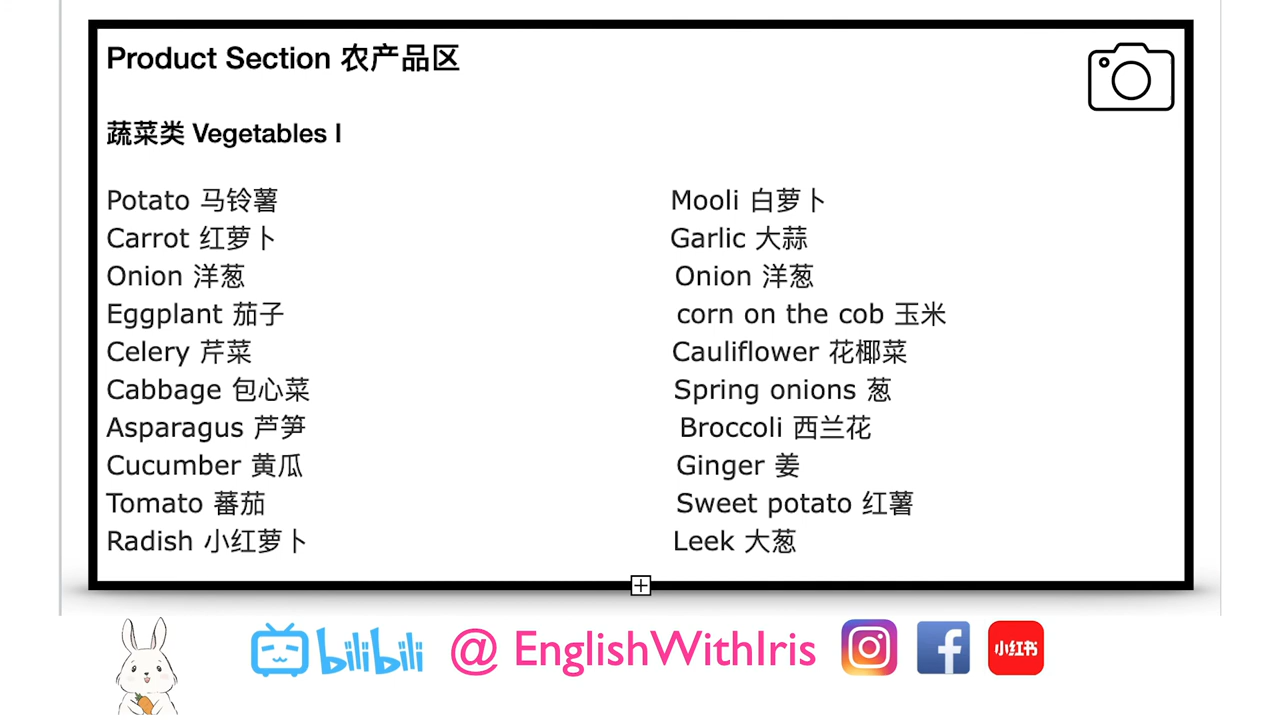 Product Section 农产品区
蔬菜类 Vegetables I
Potato 马铃薯
Carrot 红萝卜
Onion 洋葱
Eggplant 茄子
Celery 芹菜
Cabbage 包心菜
Asparagus 芦笋
Cucumber 黄瓜
Tomato 蕃茄
Radish 小红萝卜
Mooli 白萝卜
Garlic 大蒜
Onion 洋葱
corn on the cob 玉米
Cauliflower 花椰菜
Spring onions 葱
Broccoli 西兰花
Ginger 姜
Sweet potato 红薯
Leek 大葱
bilibili @ EnglishWithIris 小红书